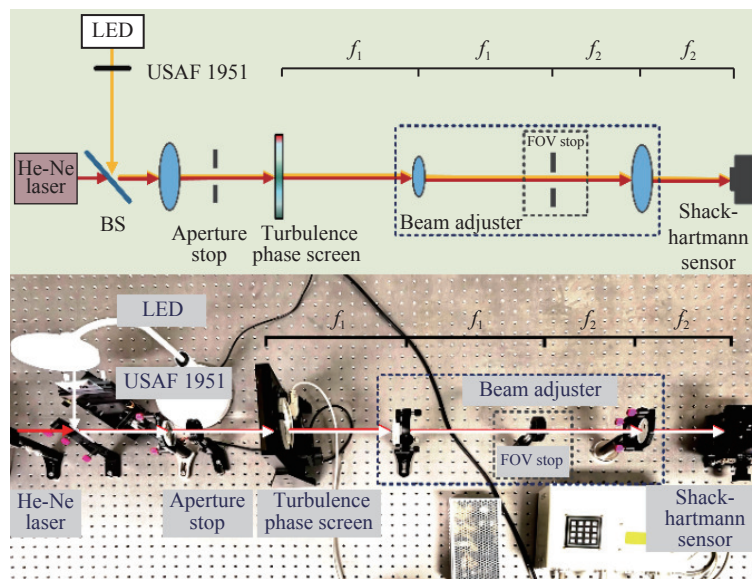 LED
USAF 1951
f1
f1
f2
f2
He-Ne
laser
BS
Aperture
stop
Turbulence
phase screen
FOV stop
Beam adjuster
Shack-
hartmann
sensor
LED
USAF 1951
f1
f1
f2
f2
Beam adjuster
FOV stop
He-Ne
laser
Aperture
stop
Turbulence
phase screen
Shack-
hartmann
sensor